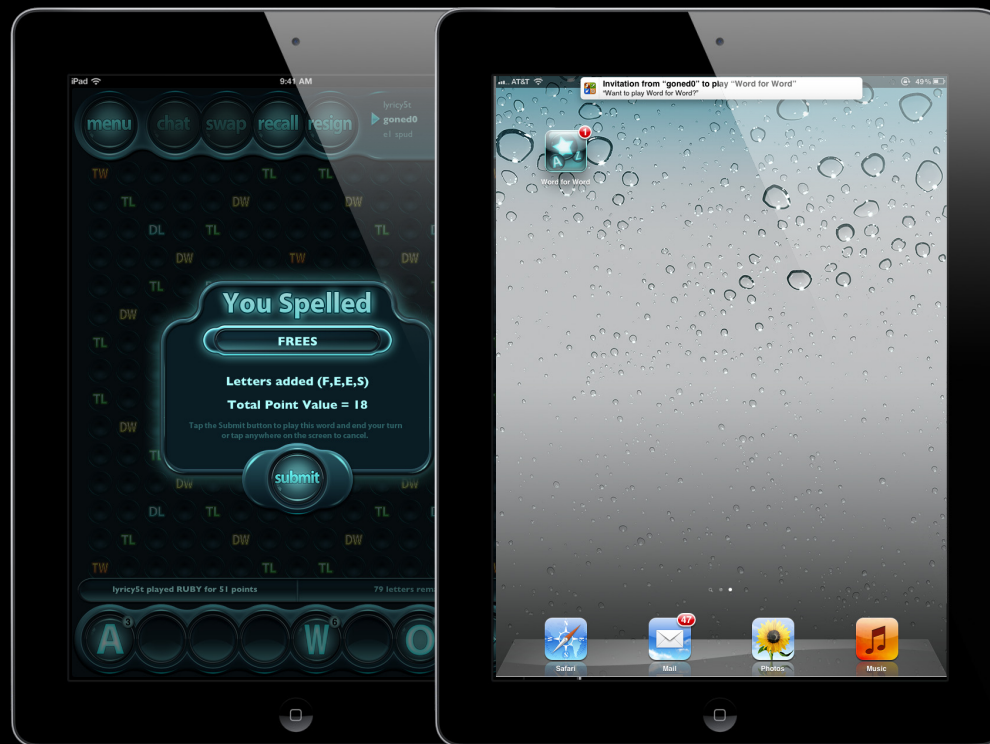 iPad
9:41 AM
menu
chat
swap
recall
resign
lyricy5t
goned0
el spud
TW
TL
TL
TL
DW
DW
DL
TL
DW
TW
DW
TL
DW
TL
TL
DW
You Spelled
FREES
Letters added (F,E,E,S)
Total Point Value = 18
Tap the Submit button to play this word and end your turn
or tap anywhere on the screen to cancel.
submit
DW
DW
DL
TL
TL
TL
DW
DW
TW
TL
TL
lyricy5t played RUBY for 51 points
79 letters
A
3
W
6
O
AT&T
49%
Invitation from “goned0” to play “Word for Word”
“Want to play Word for Word?”
1
Word for Word
47
Safari
Mail
Photos
Music